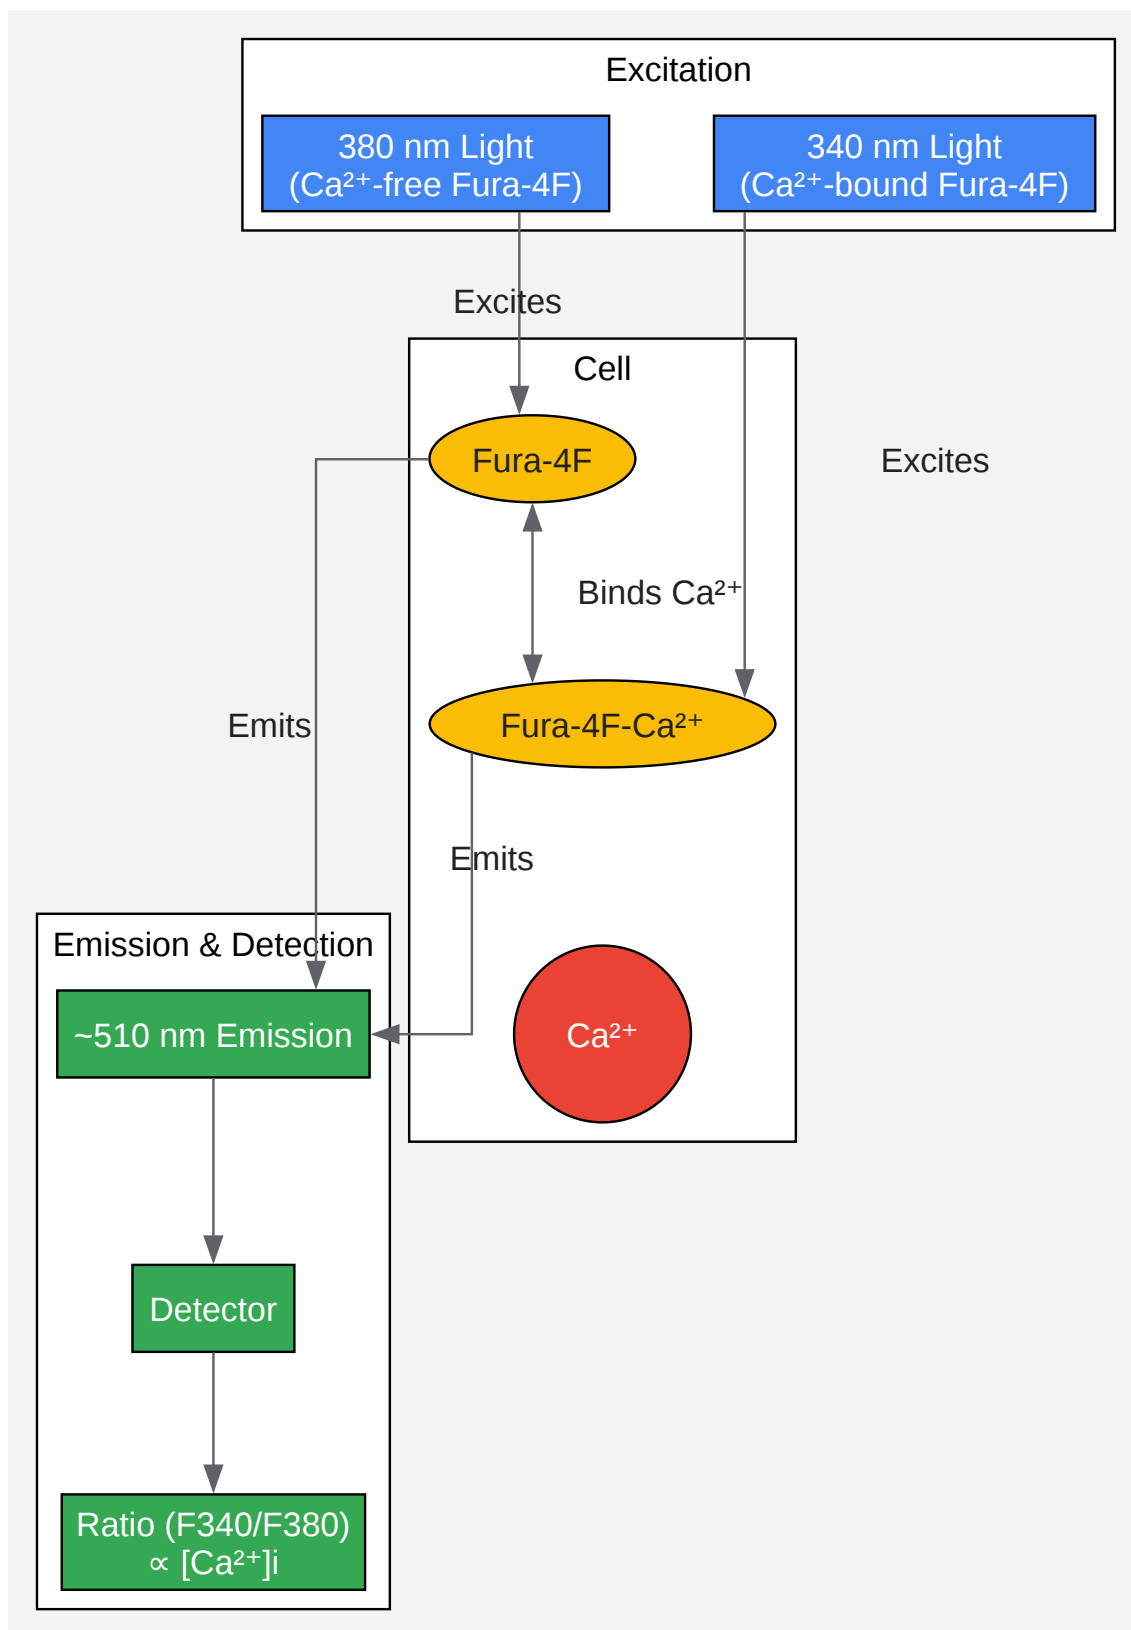 Excitation
380 nm Light
(Ca²⁺-free Fura-4F)
340 nm Light
(Ca²⁺-bound Fura-4F)
Excites
Cell
Fura-4F
Excites
Binds Ca²⁺
Emits
Fura-4F-Ca²⁺
Emits
Emission & Detection
~510 nm Emission
Ca²⁺
Detector
Ratio (F340/F380)
∝ [Ca²⁺]i